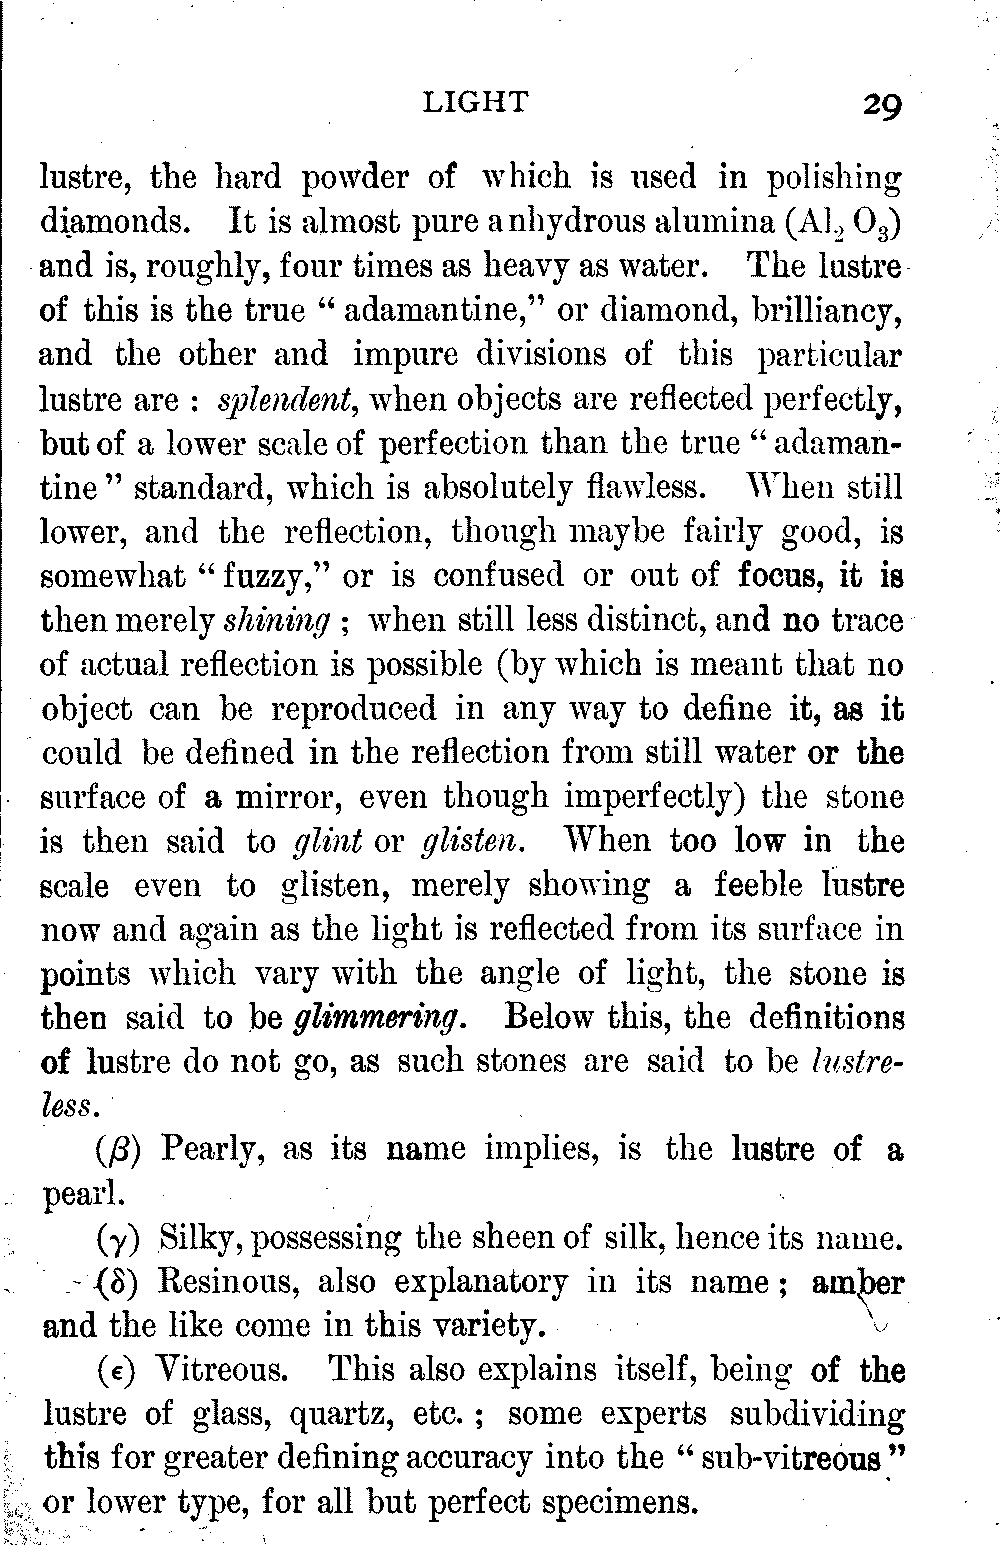 LIGHT 29
lustre, the hard powder of which is used in polishing
diamonds. It is almost pure anhydrous alumina (Al₂ O₃)
and is, roughly, four times as heavy as water. The lustre
of this is the true “ adamantine,” or diamond, brilliancy,
and the other and impure divisions of this particular
lustre are : splendent, when objects are reflected perfectly,
but of a lower scale of perfection than the true “ adaman-
tine ” standard, which is absolutely flawless. When still
lower, and the reflection, though maybe fairly good, is
somewhat “ fuzzy,” or is confused or out of focus, it is
then merely shining ; when still less distinct, and no trace
of actual reflection is possible (by which is meant that no
object can be reproduced in any way to define it, as it
could be defined in the reflection from still water or the
surface of a mirror, even though imperfectly) the stone
is then said to glint or glisten. When too low in the
scale even to glisten, merely showing a feeble lustre
now and again as the light is reflected from its surface in
points which vary with the angle of light, the stone is
then said to be glimmering. Below this, the definitions
of lustre do not go, as such stones are said to be lustre-
less.
(β) Pearly, as its name implies, is the lustre of a
pearl.
(γ) Silky, possessing the sheen of silk, hence its name.
(δ) Resinous, also explanatory in its name ; amber
and the like come in this variety.
(ε) Vitreous. This also explains itself, being of the
lustre of glass, quartz, etc. ; some experts subdividing
this for greater defining accuracy into the “ sub-vitreous ”
or lower type, for all but perfect specimens.